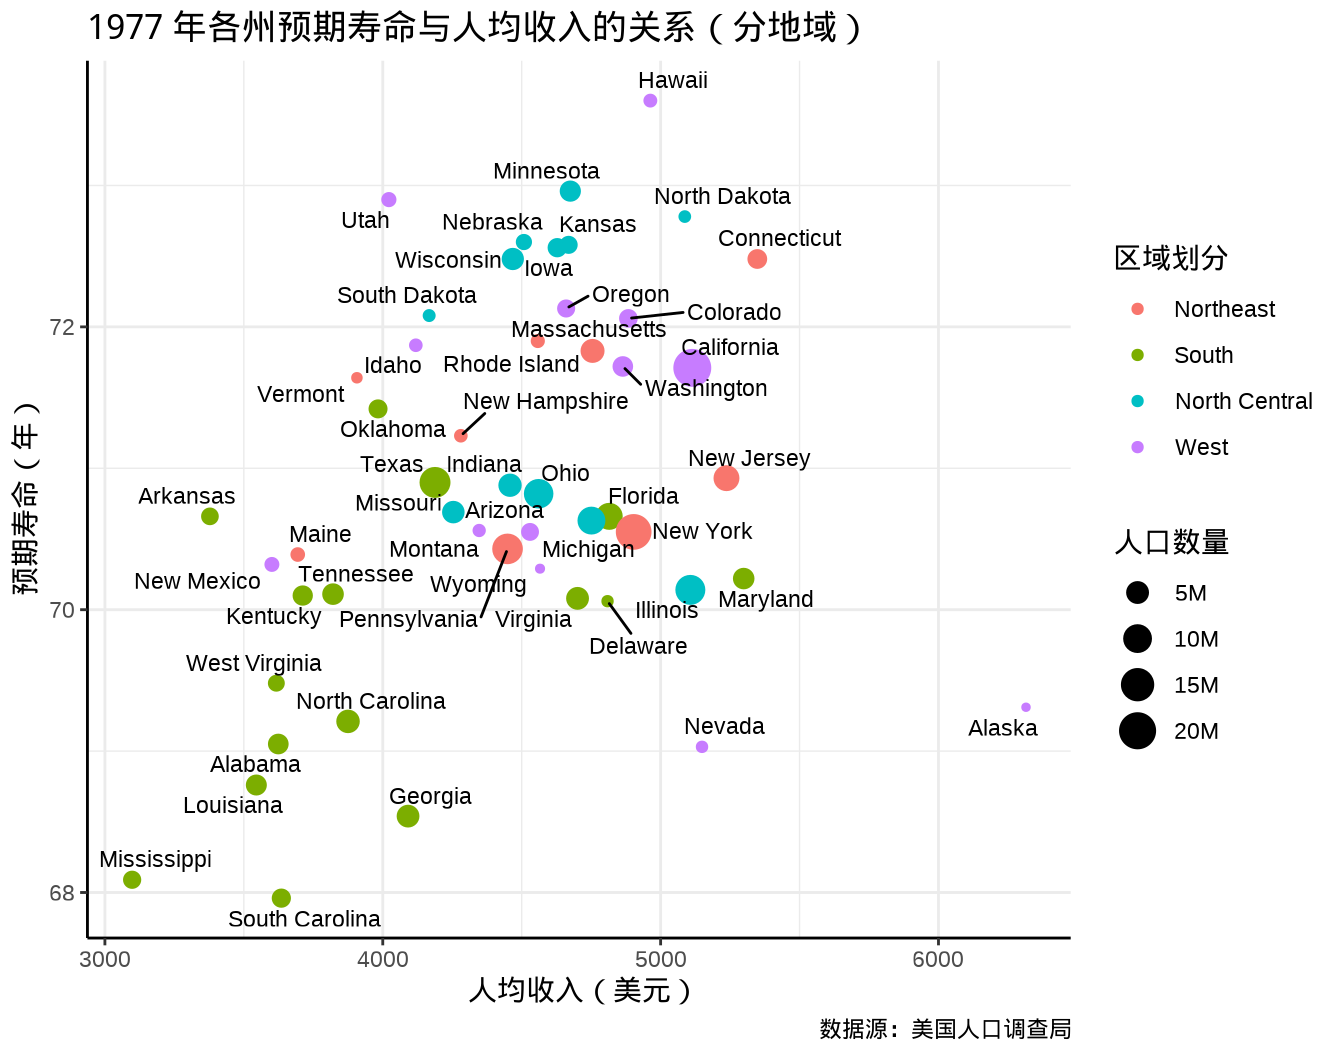 1977 年各州预期寿命与人均收入的关系（分地域）
Hawaii
Minnesota
North Dakota
Utah
Nebraska
Kansas
Connecticut
Wisconsin
Iowa
South Dakota
Oregon
Colorado
Massachusetts
California
Idaho
Rhode Island
Vermont
Washington
New Hampshire
Oklahoma
Texas
Indiana
Ohio
New Jersey
Arkansas
Missouri
Arizona
Florida
Maine
Montana
Michigan
New York
New Mexico
Tennessee
Wyoming
Kentucky
Pennsylvania
Virginia
Illinois
Maryland
Delaware
West Virginia
North Carolina
Nevada
Alaska
Alabama
Louisiana
Georgia
Mississippi
South Carolina
72
70
68
预期寿命（年）
3000
4000
5000
6000
人均收入（美元）
区域划分
Northeast
South
North Central
West
人口数量
5M
10M
15M
20M
数据源：美国人口调查局